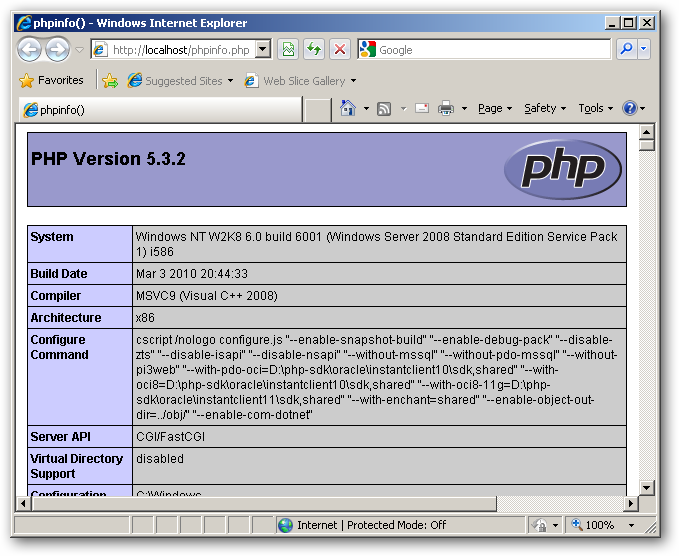 phpinfo() - Windows Internet Explorer
http://localhost/phpinfo.php
Google
Favorites
Suggested Sites
Web Slice Gallery
phpinfo()
Page
Safety
Tools
PHP Version 5.3.2
php
System
Windows NT W2K8 6.0 build 6001 (Windows Server 2008 Standard Edition Service Pack
1) i586
Build Date
Mar 3 2010 20:44:33
Compiler
MSVC9 (Visual C++ 2008)
Architecture
x86
Configure
Command
cscript /nologo configure.js "--enable-snapshot-build" "--enable-debug-pack" "--disable-
zts" "--disable-isapi" "--disable-nsapi" "--without-mssql" "--without-pdo-mssql" "--without-
pi3web" "--with-pdo-oci=D:\php-sdk\oracle\instantclient10\sdk,shared" "--with-
oci8=D:\php-sdk\oracle\instantclient10\sdk,shared" "--with-oci8-11g=D:\php-
sdk\oracle\instantclient11\sdk,shared" "--with-enchant=shared" "--enable-object-out-
dir=../obj/" "--enable-com-dotnet"
Server API
CGI/FastCGI
Virtual Directory
Support
disabled
Configuration
C:\Windows
Internet | Protected Mode: Off
100%